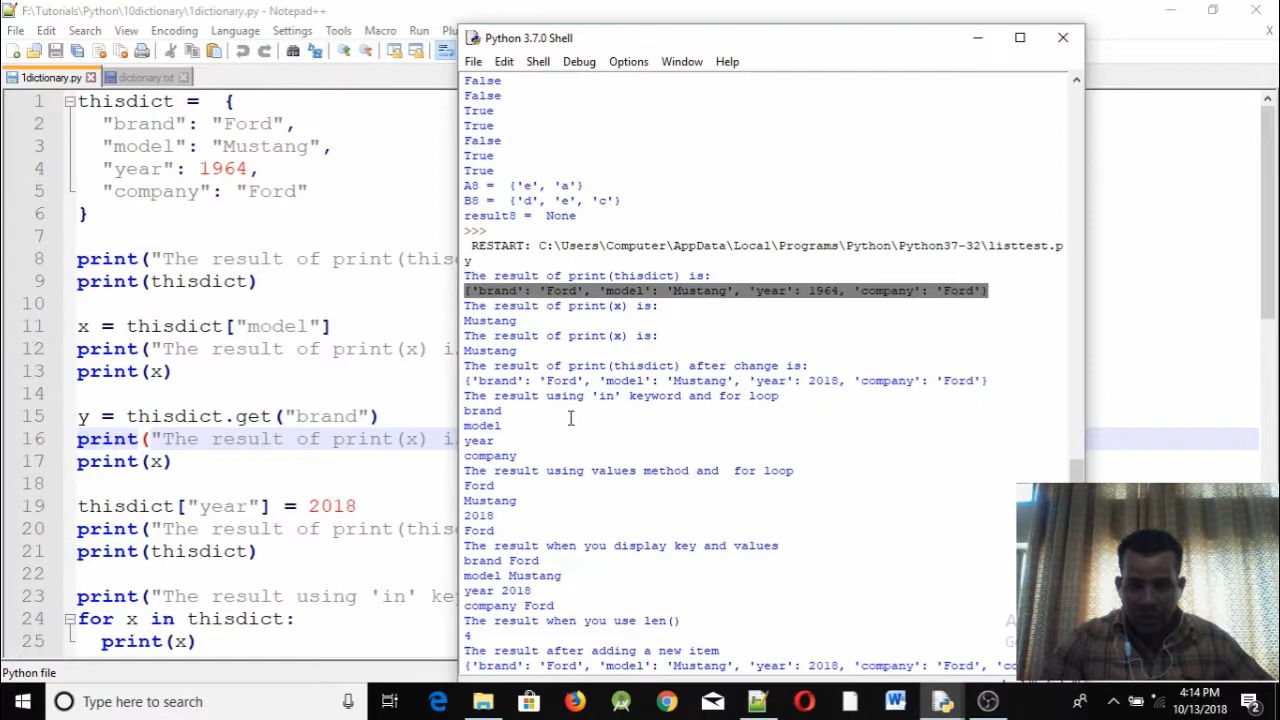 F:\Tutorials\Python\10dictionary\1dictionary.py - Notepad++
File Edit Search View Encoding Language Settings Tools Macro Run
X
1dictionary.py dictionary.txt
1 thisdict = {
2 "brand": "Ford",
3 "model": "Mustang",
4 "year": 1964,
5 "company": "Ford"
6 }
7
8 print("The result of print(thisd
9 print(thisdict)
10
11 x = thisdict["model"]
12 print("The result of print(x) i
13 print(x)
14
15 y = thisdict.get("brand")
16 print("The result of print(x) i
17 print(x)
18
19 thisdict["year"] = 2018
20 print("The result of print(thisd
21 print(thisdict)
22
23 print("The result using 'in' ke
24 for x in thisdict:
25 print(x)
Python file
Python 3.7.0 Shell
File Edit Shell Debug Options Window Help
False
False
True
True
False
True
True
A8 = {'e', 'a'}
B8 = {'d', 'e', 'c'}
result8 = None
>>>
RESTART: C:\Users\Computer\AppData\Local\Programs\Python\Python37-32\listtest.p
y
The result of print(thisdict) is:
{'brand': 'Ford', 'model': 'Mustang', 'year': 1964, 'company': 'Ford'}
The result of print(x) is:
Mustang
The result of print(x) is:
Mustang
The result of print(thisdict) after change is:
{'brand': 'Ford', 'model': 'Mustang', 'year': 2018, 'company': 'Ford'}
The result using 'in' keyword and for loop
brand
model
year
company
The result using values method and for loop
Ford
Mustang
2018
Ford
The result when you display key and values
brand Ford
model Mustang
year 2018
company Ford
The result when you use len()
4
The result after adding a new item
{'brand': 'Ford', 'model': 'Mustang', 'year': 2018, 'company': 'Ford', 'co
Type here to search
4:14 PM
10/13/2018
2